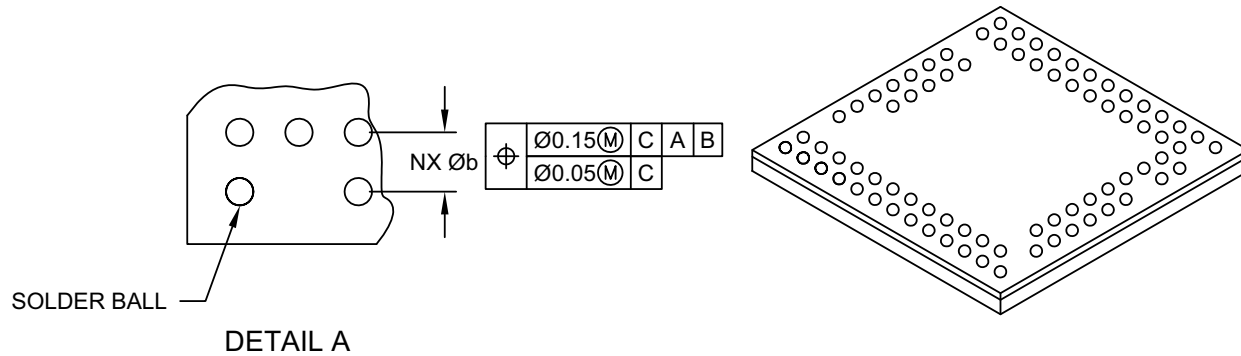 NX Øb
⌖ Ø0.15Ⓜ C A B
Ø0.05Ⓜ C
SOLDER BALL
DETAIL A